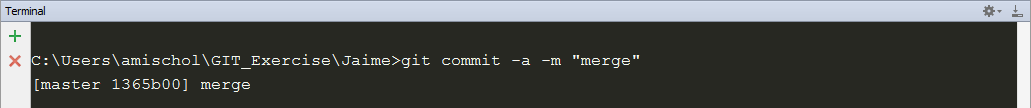 Terminal
C:\Users\amischol\GIT_Exercise\Jaime>git commit -a -m "merge"
[master 1365b00] merge